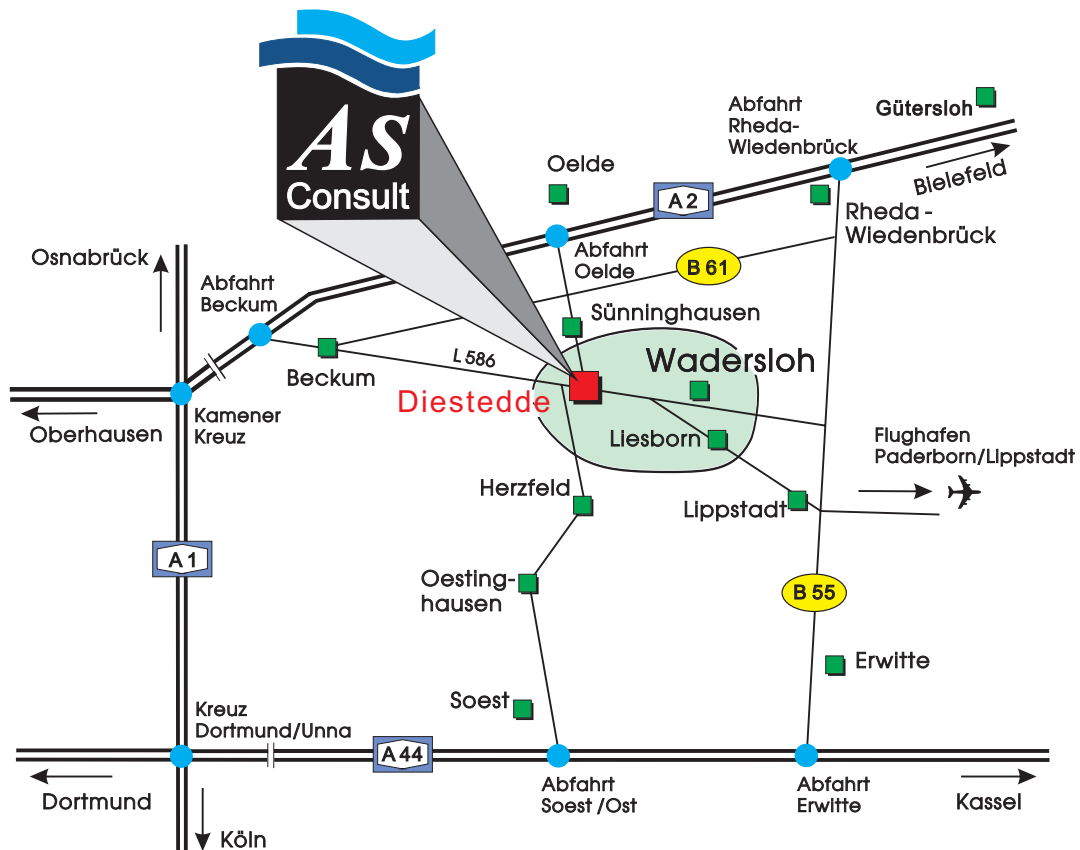 As
Consult
Abfahrt
Rheda-
Wiedenbrück
Gütersloh
Oelde
A 2
Bielefeld
Rheda -
Wiedenbrück
Osnabrück
Abfahrt
Oelde
B 61
Abfahrt
Beckum
Sünninghausen
L 586
Wadersloh
Beckum
Diestedde
Kamener
Kreuz
Oberhausen
Liesborn
Flughafen
Paderborn/Lippstadt
Herzfeld
Lippstadt
A 1
Oesting-
hausen
B 55
Erwitte
Soest
Kreuz
Dortmund/Unna
A 44
Dortmund
Abfahrt
Soest /Ost
Abfahrt
Erwitte
Kassel
Köln